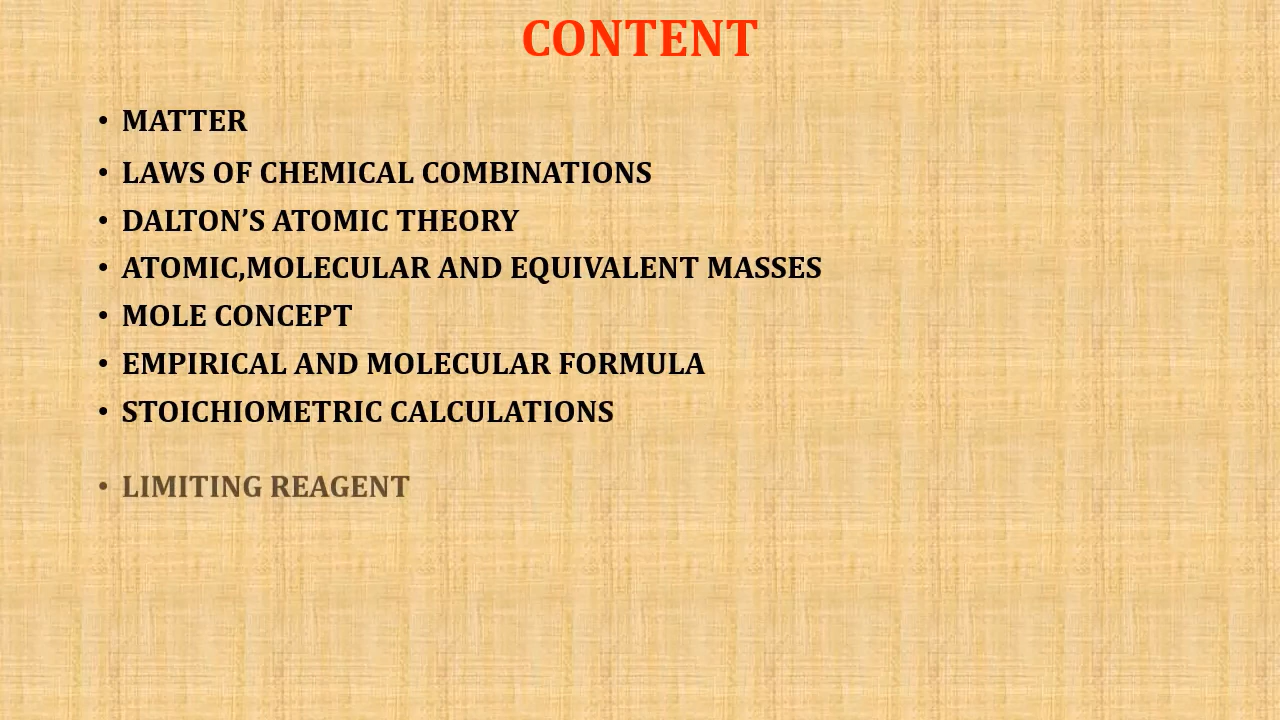 CONTENT
• MATTER
• LAWS OF CHEMICAL COMBINATIONS
• DALTON’S ATOMIC THEORY
• ATOMIC,MOLECULAR AND EQUIVALENT MASSES
• MOLE CONCEPT
• EMPIRICAL AND MOLECULAR FORMULA
• STOICHIOMETRIC CALCULATIONS
• LIMITING REAGENT